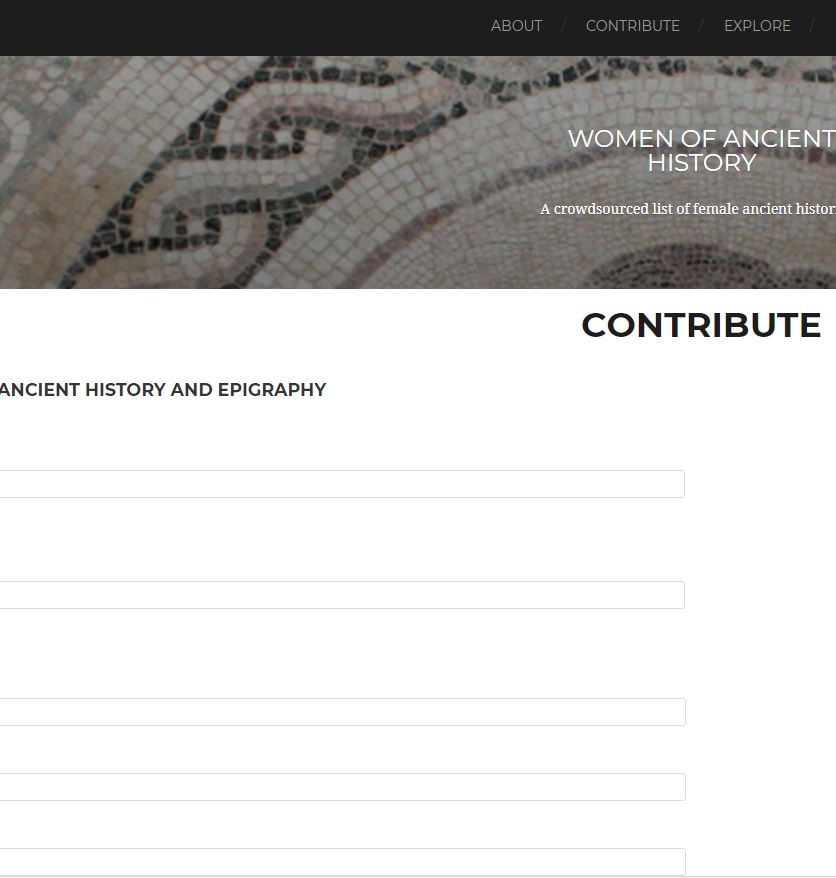 ABOUT / CONTRIBUTE / EXPLORE /
WOMEN OF ANCIENT
HISTORY
A crowdsourced list of female ancient histor
CONTRIBUTE
ANCIENT HISTORY AND EPIGRAPHY